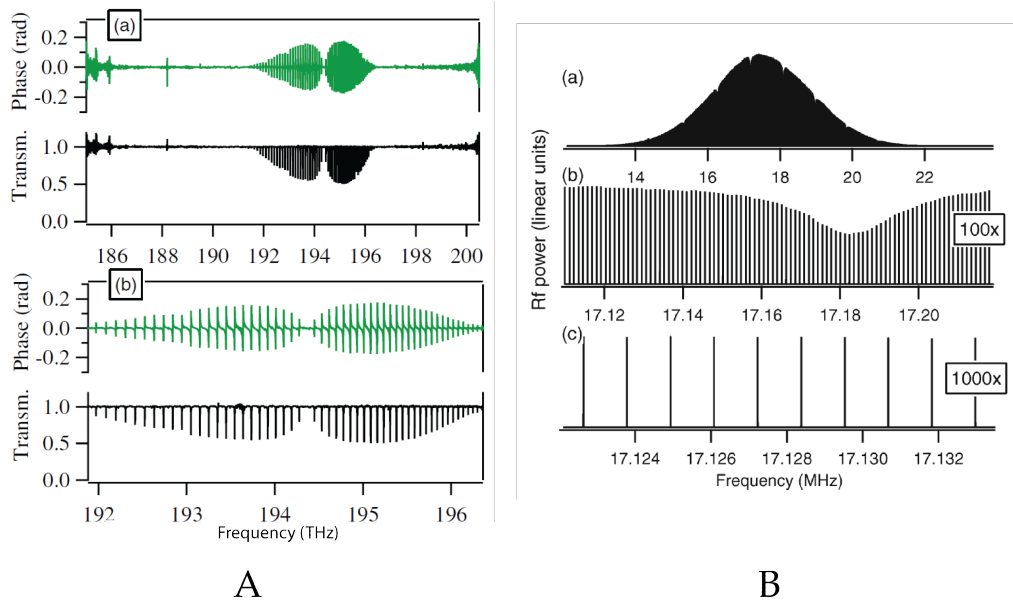 (a)
Phase (rad)
0.2
0.0
-0.2
Transm.
1.0
0.5
0.0
186 188 190 192 194 196 198 200
(b)
Phase (rad)
0.2
0.0
-0.2
Transm.
1.0
0.5
0.0
192 193 194 195 196
Frequency (THz)
A
Rf power (linear units)
(a)
14 16 18 20 22
(b)
100x
17.12 17.14 17.16 17.18 17.20
(c)
1000x
17.124 17.126 17.128 17.130 17.132
Frequency (MHz)
B